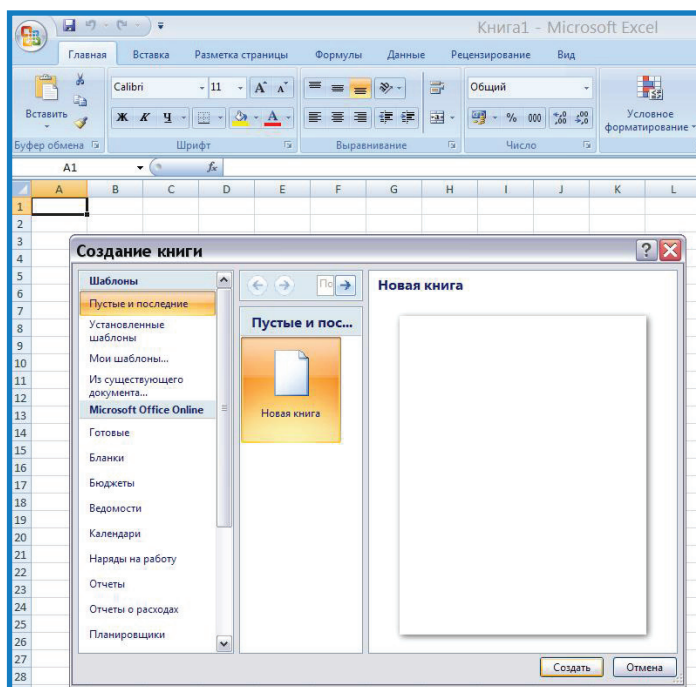 Книга1 - Microsoft Excel
Главная Вставка Разметка страницы Формулы Данные Рецензирование Вид
Calibri 11 Общий
Вставить
Ж К Ч % 000 Условное
форматирование
Буфер обмена Шрифт Выравнивание Число
A1 fx
A B C D E F G H I J K L
1
2
3
4
5
6
7
8
9
10
11
12
13
14
15
16
17
18
19
20
21
22
23
24
25
26
27
28
Создание книги
Шаблоны
Пустые и последние
Установленные
шаблоны
Мои шаблоны...
Из существующего
документа...
Microsoft Office Online
Готовые
Бланки
Бюджеты
Ведомости
Календари
Наряды на работу
Отчеты
Отчеты о расходах
Планировщики
По
Пустые и пос...
Новая книга
Новая книга
Создать Отмена